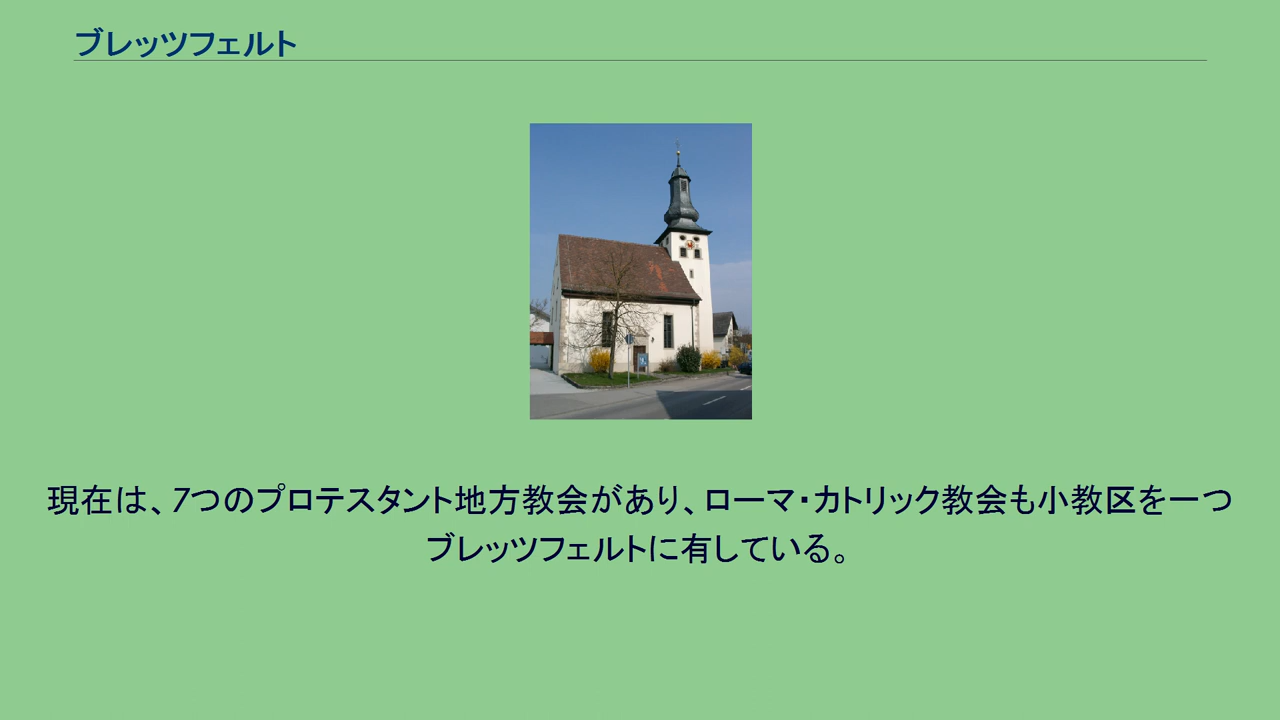 ブレッツフェルト
現在は、7つのプロテスタント地方教会があり、ローマ・カトリック教会も小教区を一つ
ブレッツフェルトに有している。